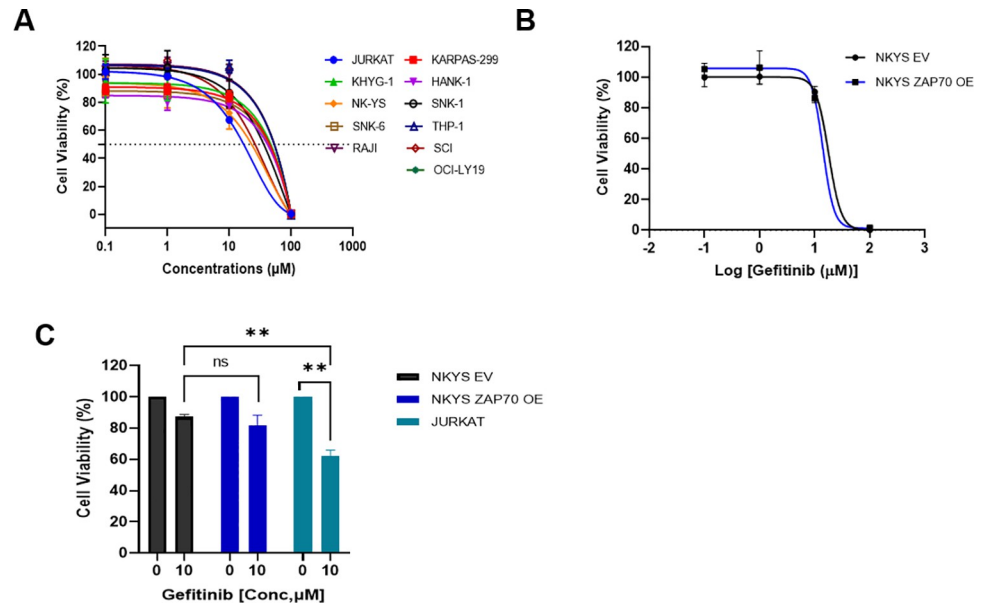 A
120
100
80
60
40
20
0
Cell Viability (%)
0.1 1 10 100 1000
Concentrations (µM)
JURKAT KARPAS-299
KHYG-1 HANK-1
NK-YS SNK-1
SNK-6 THP-1
RAJI SCI
OCI-LY19
B
120
100
80
60
40
20
0
Cell Viability (%)
-2 -1 0 1 2 3
Log [Gefitinib (µM)]
NKYS EV
NKYS ZAP70 OE
C
**
ns
**
120
100
80
60
40
20
0
Cell Viability (%)
0 10 0 10 0 10
Gefitinib [Conc,µM]
NKYS EV
NKYS ZAP70 OE
JURKAT